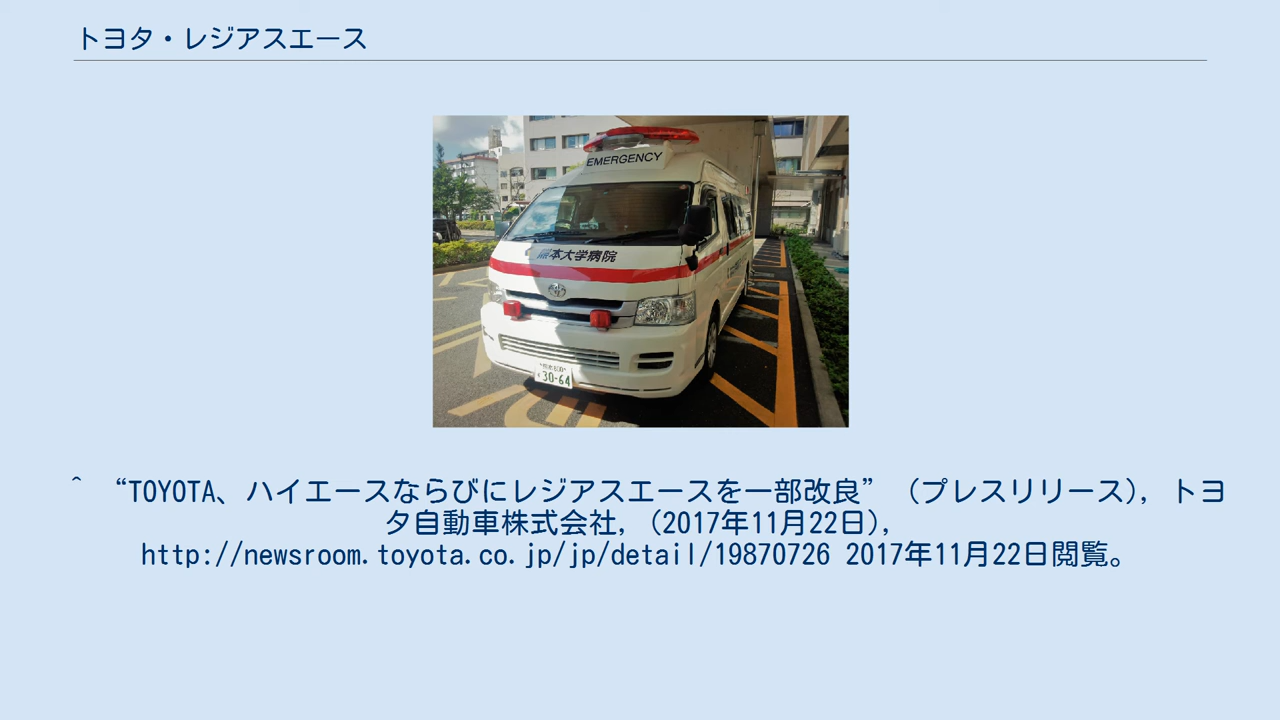 トヨタ・レジアスエース
EMERGENCY
本大学病院
30-64
^ “TOYOTA、ハイエースならびにレジアスエースを一部改良” (プレスリリース), トヨ
タ自動車株式会社, (2017年11月22日),
http://newsroom.toyota.co.jp/jp/detail/19870726 2017年11月22日閲覧。